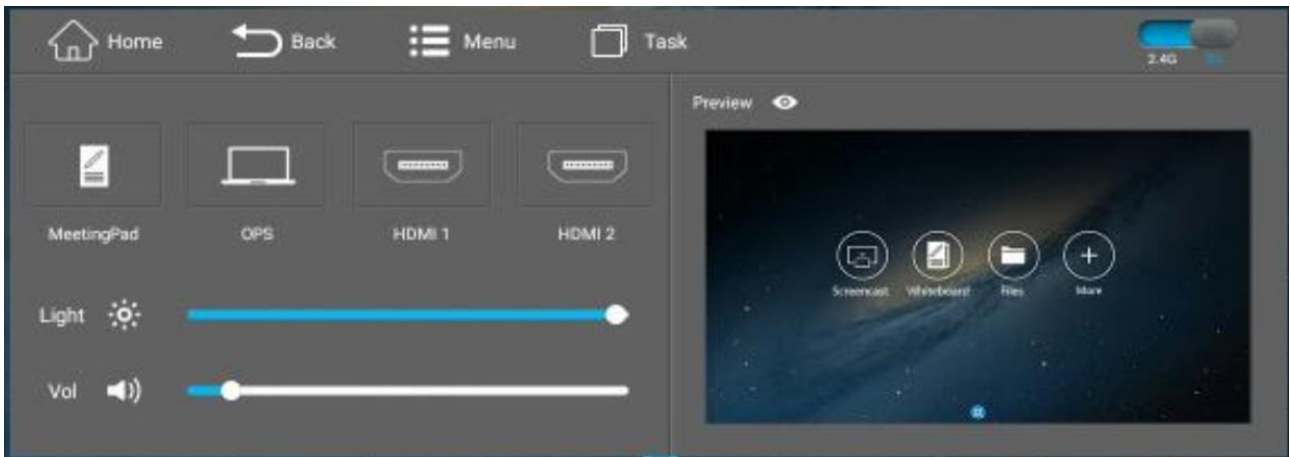 Home
Back
Menu
Task
2.4G
Preview
MeetingPad
OPS
HDMI 1
HDMI 2
Light
Vol
Screencast
Whiteboard
Files
More